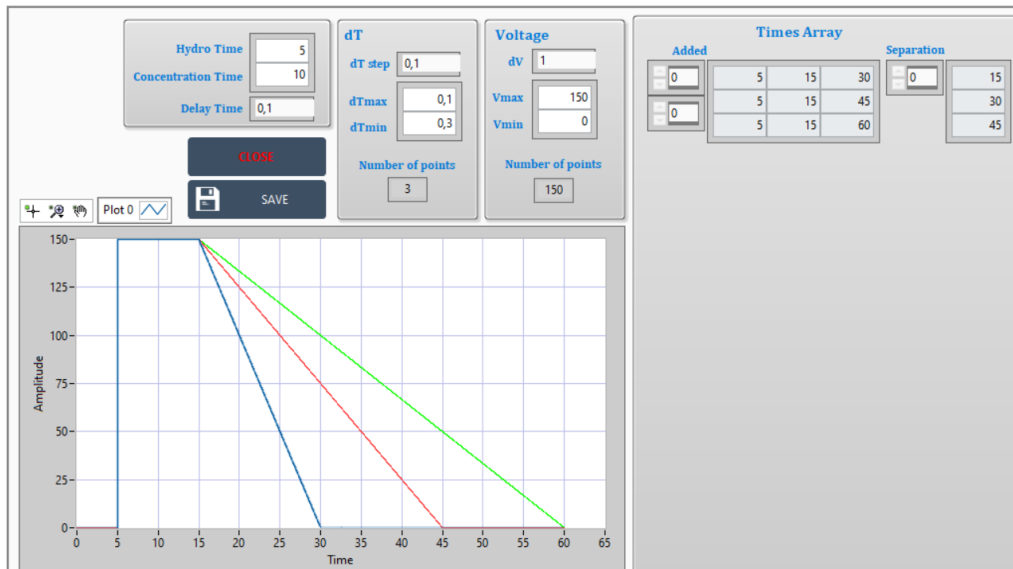 Hydro Time 5
Concentration Time 10
Delay Time 0,1
CLOSE
SAVE
Plot 0
dT
dT step 0,1
dTmax 0,1
dTmin 0,3
Number of points
3
Voltage
dV 1
Vmax 150
Vmin 0
Number of points
150
Times Array
Added
Separation
0 5 15 30 0 15
5 15 45 30
0 5 15 60 45
150
125
100
75
50
25
0
Amplitude
0 5 10 15 20 25 30 35 40 45 50 55 60 65
Time